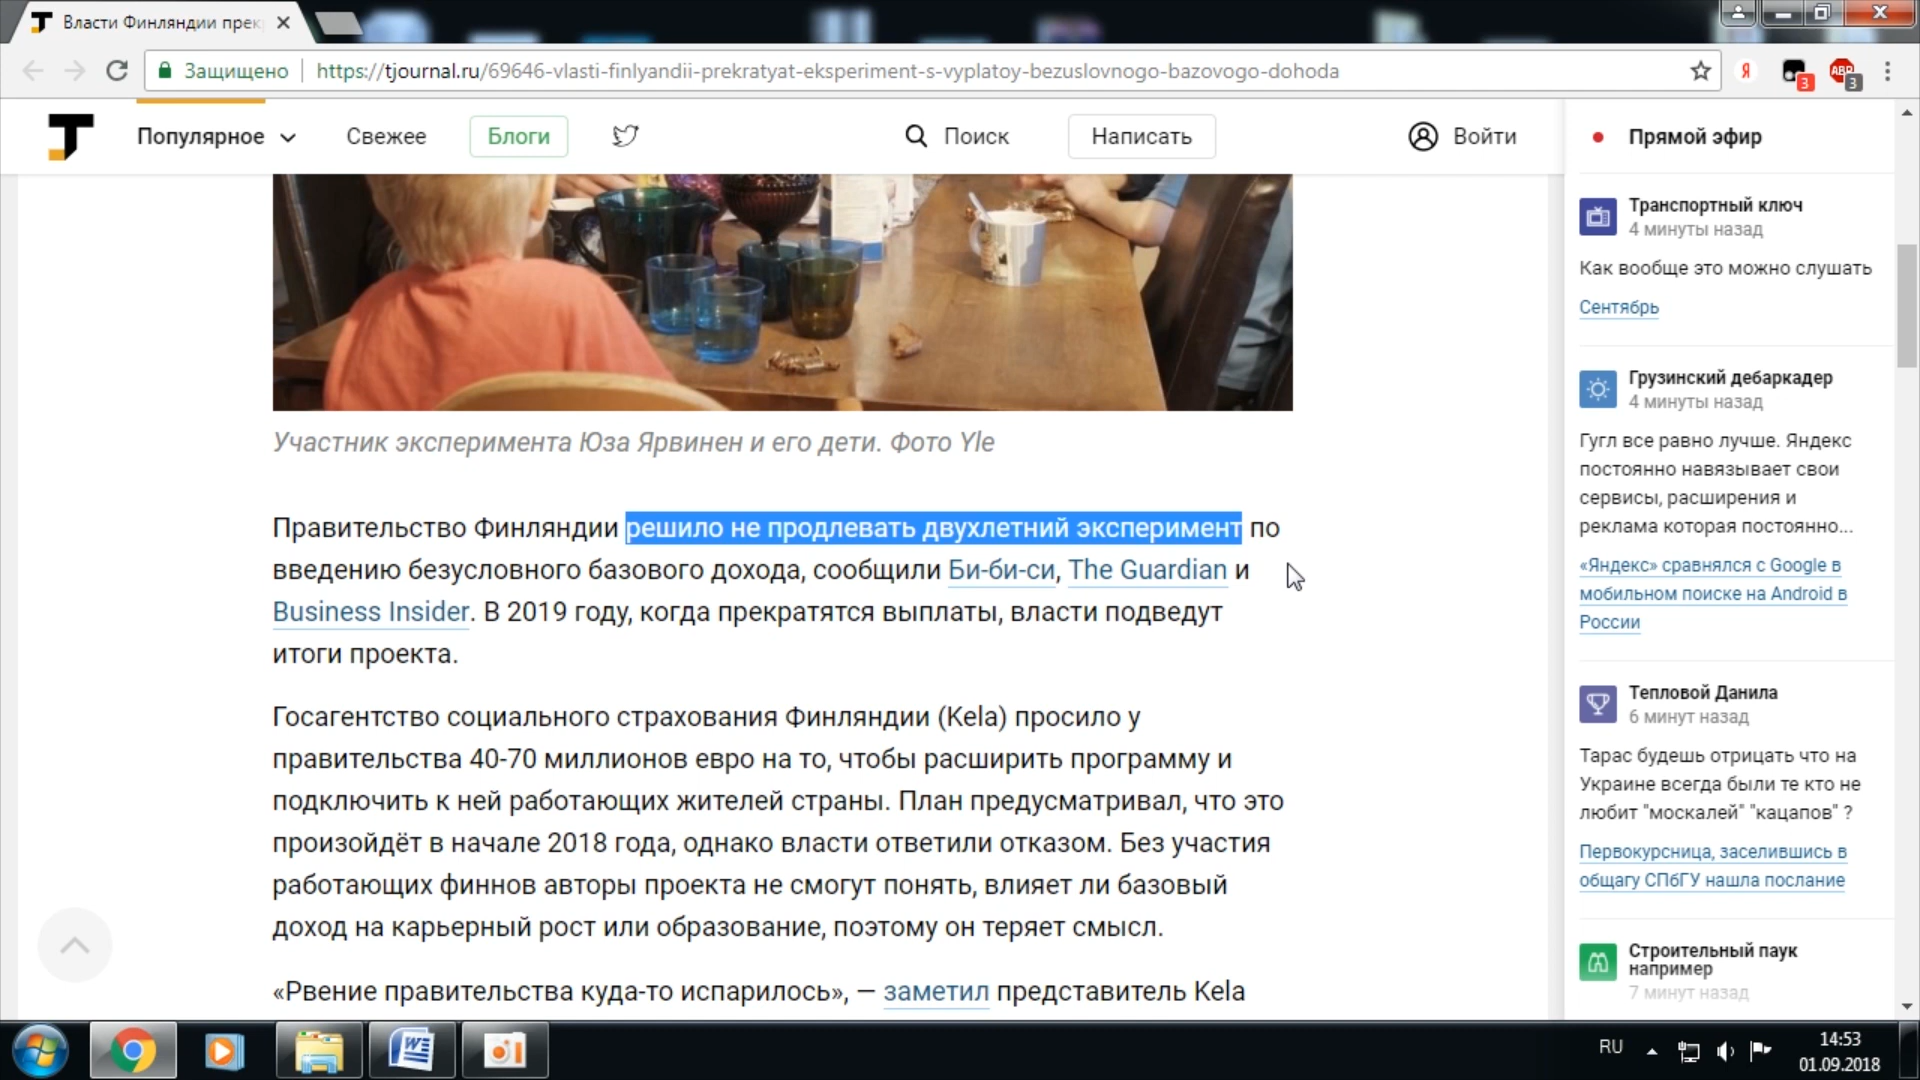 Власти Финляндии прек
Защищено
https://tjournal.ru/69646-vlasti-finlyandii-prekratyat-eksperiment-s-vyplatoy-bezuslovnogo-bazovogo-dohoda
Я
3
ABP
3
Популярное
Свежее
Блоги
Поиск
Написать
Войти
Участник эксперимента Юза Ярвинен и его дети. Фото Yle
Правительство Финляндии решило не продлевать двухлетний эксперимент по
введению безусловного базового дохода, сообщили Би-би-си, The Guardian и
Business Insider. В 2019 году, когда прекратятся выплаты, власти подведут
итоги проекта.
Госагентство социального страхования Финляндии (Kela) просило у
правительства 40-70 миллионов евро на то, чтобы расширить программу и
подключить к ней работающих жителей страны. План предусматривал, что это
произойдёт в начале 2018 года, однако власти ответили отказом. Без участия
работающих финнов авторы проекта не смогут понять, влияет ли базовый
доход на карьерный рост или образование, поэтому он теряет смысл.
«Рвение правительства куда-то испарилось», — заметил представитель Kela
Прямой эфир
Транспортный ключ
4 минуты назад
Как вообще это можно слушать
Сентябрь
Грузинский дебаркадер
4 минуты назад
Гугл все равно лучше. Яндекс
постоянно навязывает свои
сервисы, расширения и
реклама которая постоянно...
«Яндекс» сравнялся с Google в
мобильном поиске на Android в
России
Тепловой Данила
6 минут назад
Тарас будешь отрицать что на
Украине всегда были те кто не
любит "москалей" "кацапов" ?
Первокурсница, заселившись в
общагу СПбГУ нашла послание
Строительный паук
например
7 минут назад
RU
14:53
01.09.2018